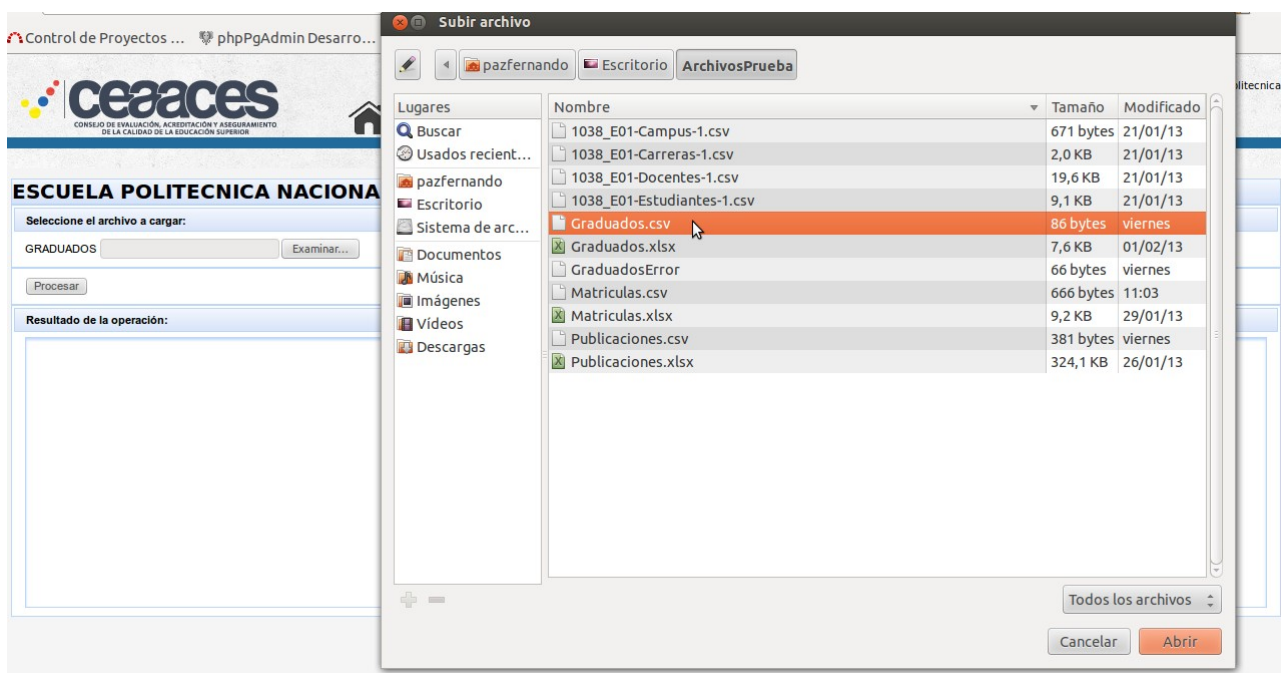 Subir archivo
Control de Proyectos ... phpPgAdmin Desarro...
pazfernando Escritorio ArchivosPrueba
ceaaces
CONSEJO DE EVALUACIÓN, ACREDITACIÓN Y ASEGURAMIENTO
DE LA CALIDAD DE LA EDUCACIÓN SUPERIOR
olitecnica
ESCUELA POLITECNICA NACIONA
Seleccione el archivo a cargar:
GRADUADOS Examinar...
Procesar
Resultado de la operación:
Lugares
Buscar
Usados recient...
pazfernando
Escritorio
Sistema de arc...
Documentos
Música
Imágenes
Vídeos
Descargas
Nombre Tamaño Modificado
1038_E01-Campus-1.csv 671 bytes 21/01/13
1038_E01-Carreras-1.csv 2,0 KB 21/01/13
1038_E01-Docentes-1.csv 19,6 KB 21/01/13
1038_E01-Estudiantes-1.csv 9,1 KB 21/01/13
Graduados.csv 86 bytes viernes
Graduados.xlsx 7,6 KB 01/02/13
GraduadosError 66 bytes viernes
Matriculas.csv 666 bytes 11:03
Matriculas.xlsx 9,2 KB 29/01/13
Publicaciones.csv 381 bytes viernes
Publicaciones.xlsx 324,1 KB 26/01/13
Todos los archivos
Cancelar Abrir